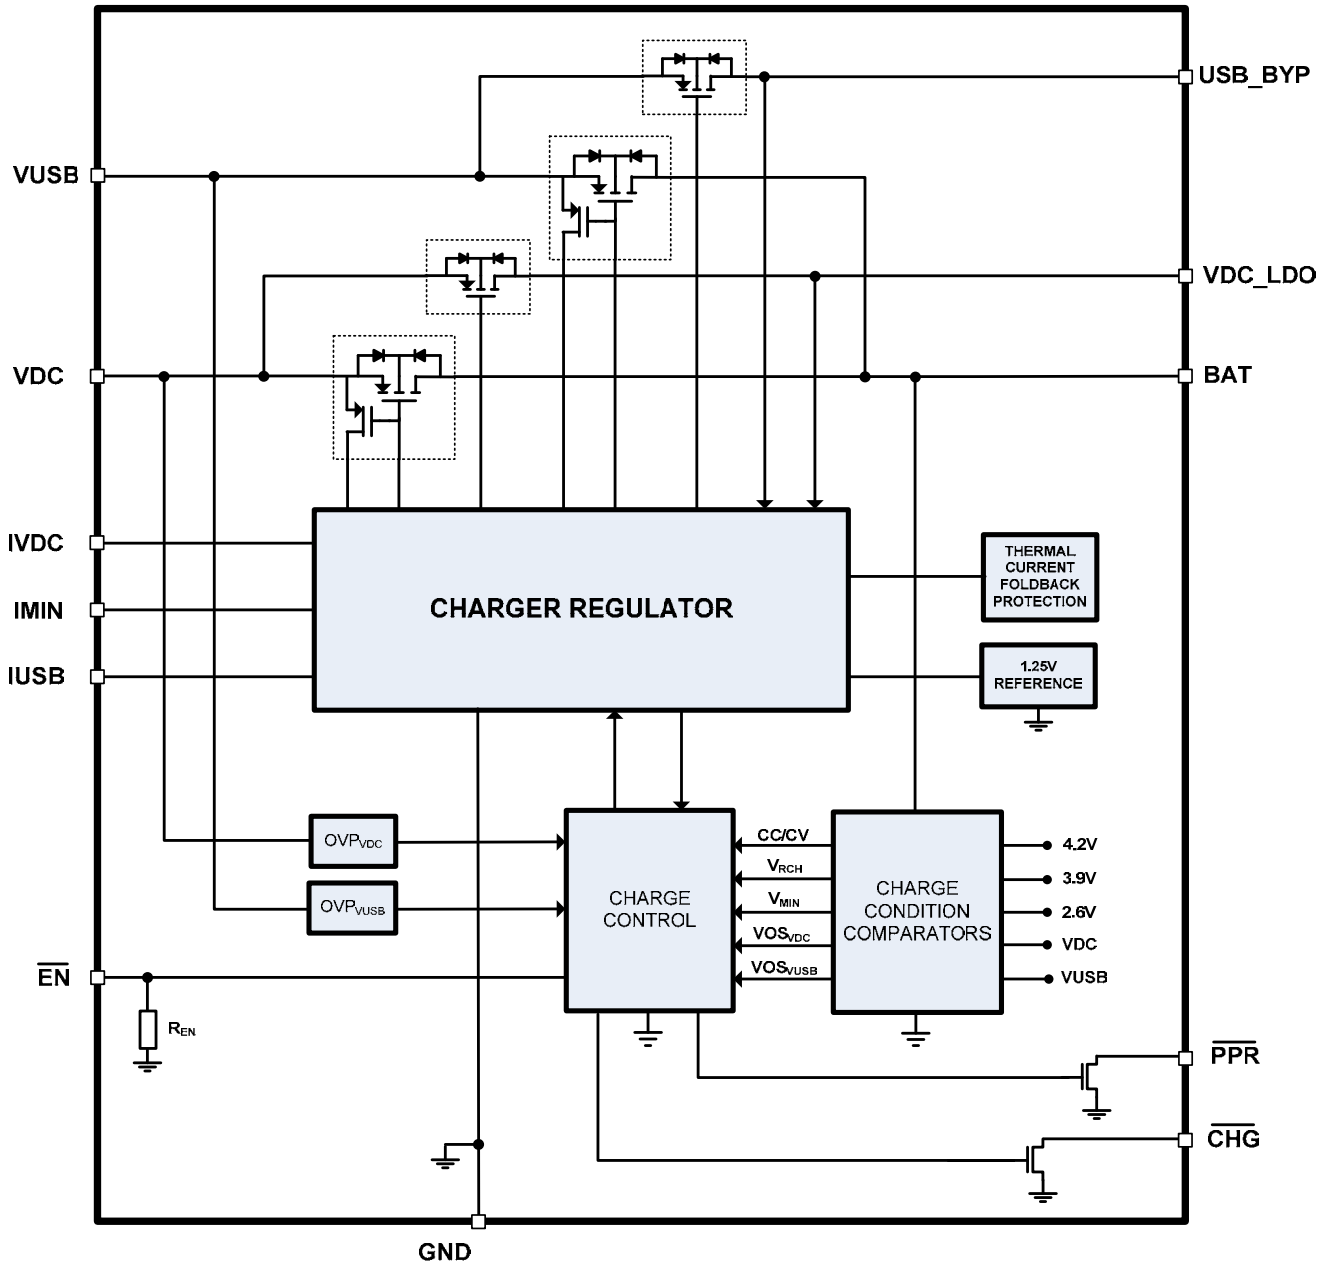 USB_BYP
VUSB
VDC_LDO
VDC
BAT
IVDC
IMIN
IUSB
CHARGER REGULATOR
THERMAL
CURRENT
FOLDBACK
PROTECTION
1.25V
REFERENCE
OVPVDC
OVPVUSB
CHARGE
CONTROL
CC/CV
VRCH
VMIN
VOSVDC
VOSVUSB
CHARGE
CONDITION
COMPARATORS
4.2V
3.9V
2.6V
VDC
VUSB
EN
REN
PPR
CHG
GND